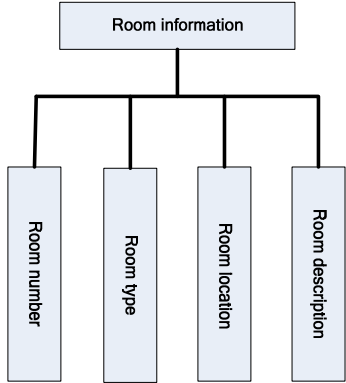 Room information
Room number
Room type
Room location
Room description